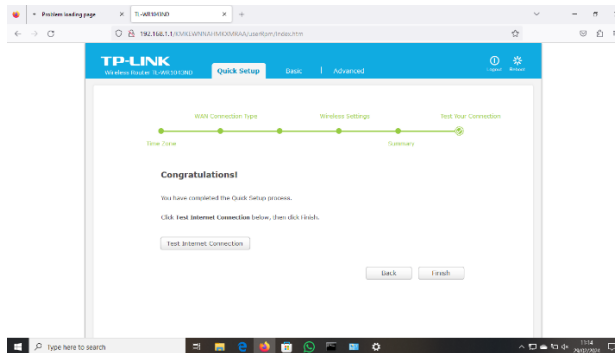 Problem loading page
TL-WR1043ND
192.168.1.1
/userRpm/Index.htm
TP-LINK
Wireless Router
Quick Setup
Basic
Advanced
Logout
Reboot
WAN Connection Type
Wireless Settings
Test Your Connection
Time Zone
Summary
Congratulations!
You have completed the Quick Setup process.
Click Test Internet Connection below, then click Finish.
Test Internet Connection
Back
Finish
Type here to search
11:14